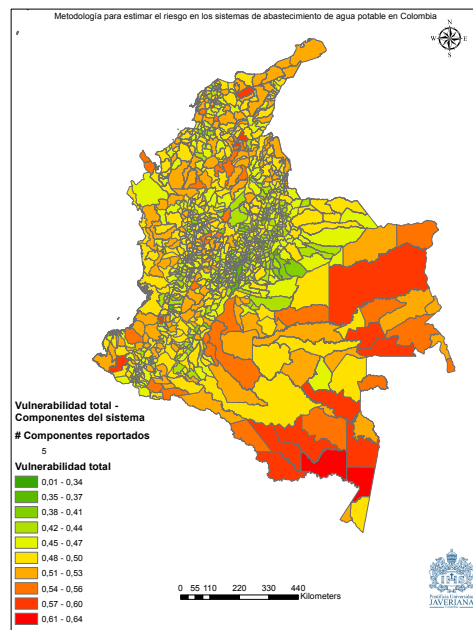 Metodología para estimar el riesgo en los sistemas de abastecimiento de agua potable en Colombia
N
W
E
S
Vulnerabilidad total -
Componentes del sistema
# Componentes reportados
5
Vulnerabilidad total
0,01 - 0,34
0,35 - 0,37
0,38 - 0,41
0,42 - 0,44
0,45 - 0,47
0,48 - 0,50
0,51 - 0,53
0,54 - 0,56
0,57 - 0,60
0,61 - 0,64
0 55 110 220 330 440
Kilometers
Pontificia Universidad
JAVERIANA